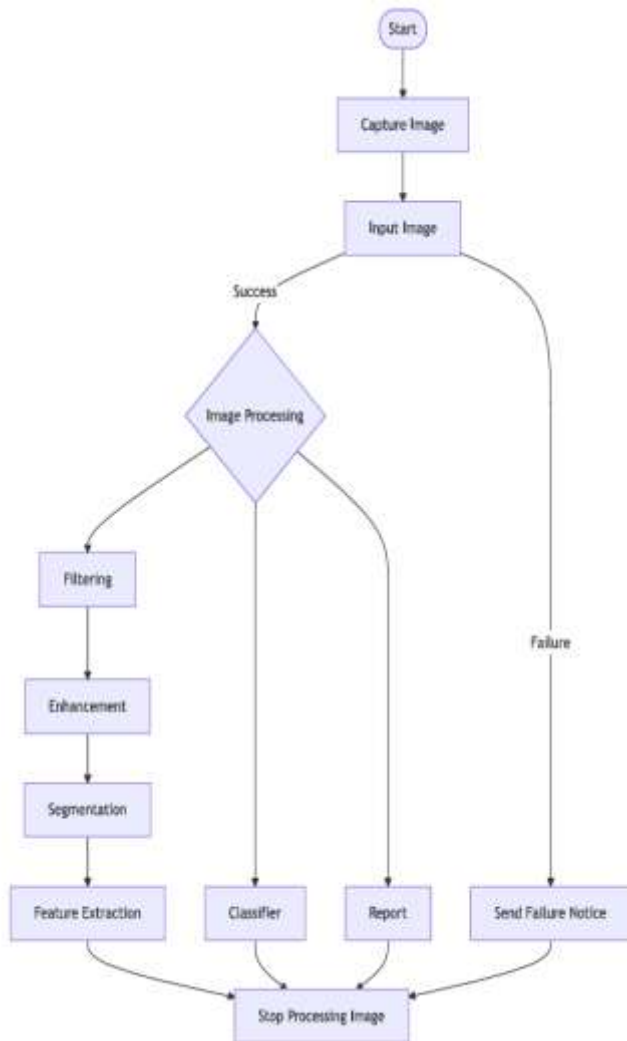 Start
Capture Image
Input Image
Success
Image Processing
Filtering
Failure
Enhancement
Segmentation
Feature Extraction
Classifier
Report
Send Failure Notice
Stop Processing Image